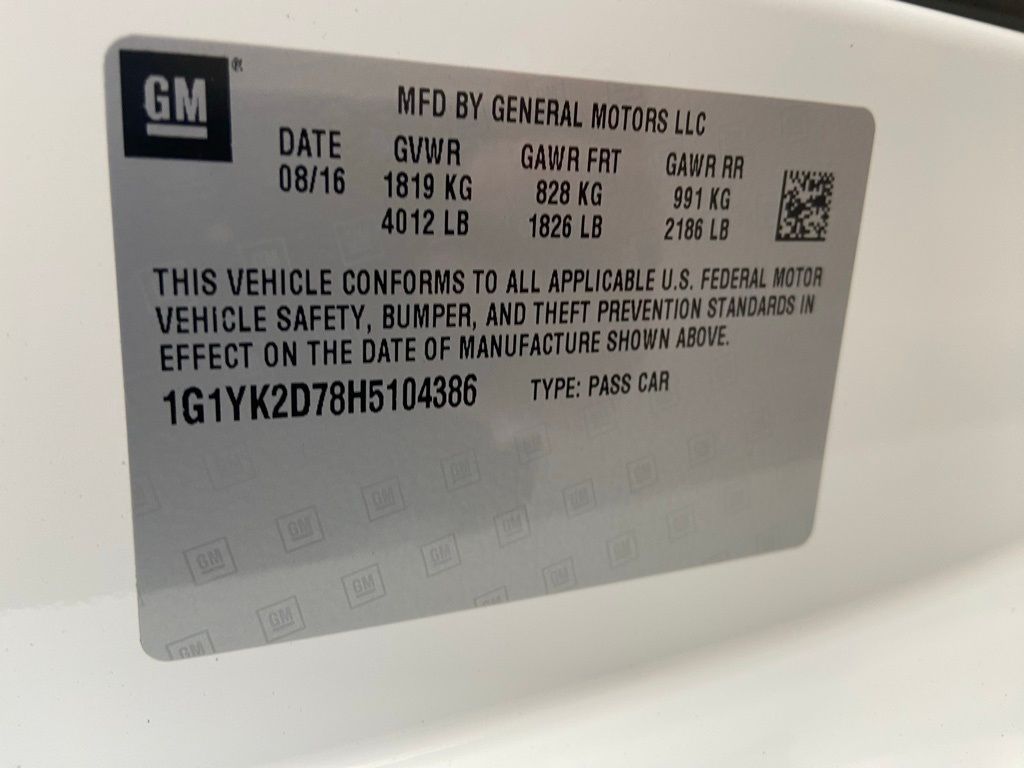 GM ®
MFD BY GENERAL MOTORS LLC
DATE GVWR GAWR FRT GAWR RR
08/16 1819 KG 828 KG 991 KG
4012 LB 1826 LB 2186 LB
THIS VEHICLE CONFORMS TO ALL APPLICABLE U.S. FEDERAL MOTOR
VEHICLE SAFETY, BUMPER, AND THEFT PREVENTION STANDARDS IN
EFFECT ON THE DATE OF MANUFACTURE SHOWN ABOVE.
1G1YK2D78H5104386 TYPE: PASS CAR